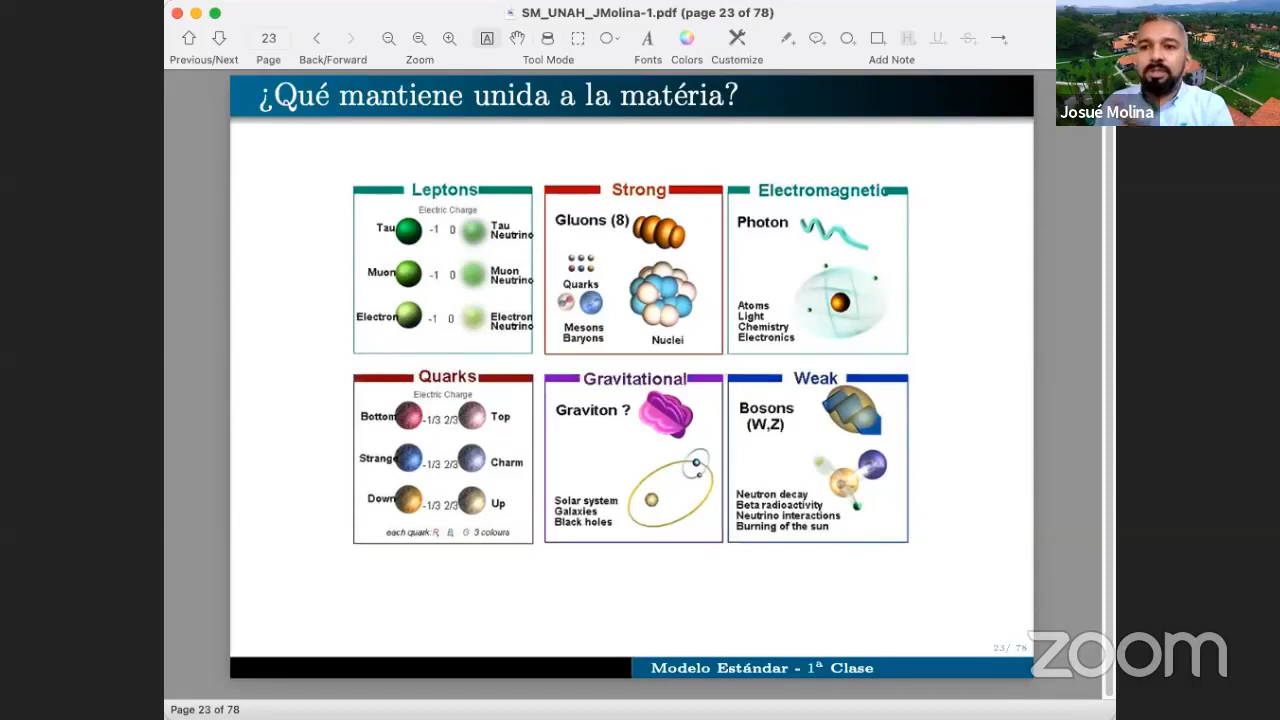 SM_UNAH_JMolina-1.pdf (page 23 of 78)
23
Previous/Next
Page
Back/Forward
Zoom
Tool Mode
Fonts
Colors
Customize
Add Note
Josué Molina
¿Qué mantiene unida a la matéria?
Leptons
Electric Charge
Tau -1 0 Tau
Neutrino
Muon -1 0 Muon
Neutrino
Electron -1 0 Electron
Neutrino
Strong
Gluons (8)
Quarks
Mesons
Baryons
Nuclei
Electromagnetic
Photon
Atoms
Light
Chemistry
Electronics
Quarks
Electric Charge
Bottom -1/3 2/3 Top
Strange -1/3 2/3 Charm
Down -1/3 2/3 Up
each quark: R, B, G 3 colours
Gravitational
Graviton ?
Solar system
Galaxies
Black holes
Weak
Bosons
(W,Z)
Neutron decay
Beta radioactivity
Neutrino interactions
Burning of the sun
23/ 78
Modelo Estándar - 1ª Clase
zoom
Page 23 of 78